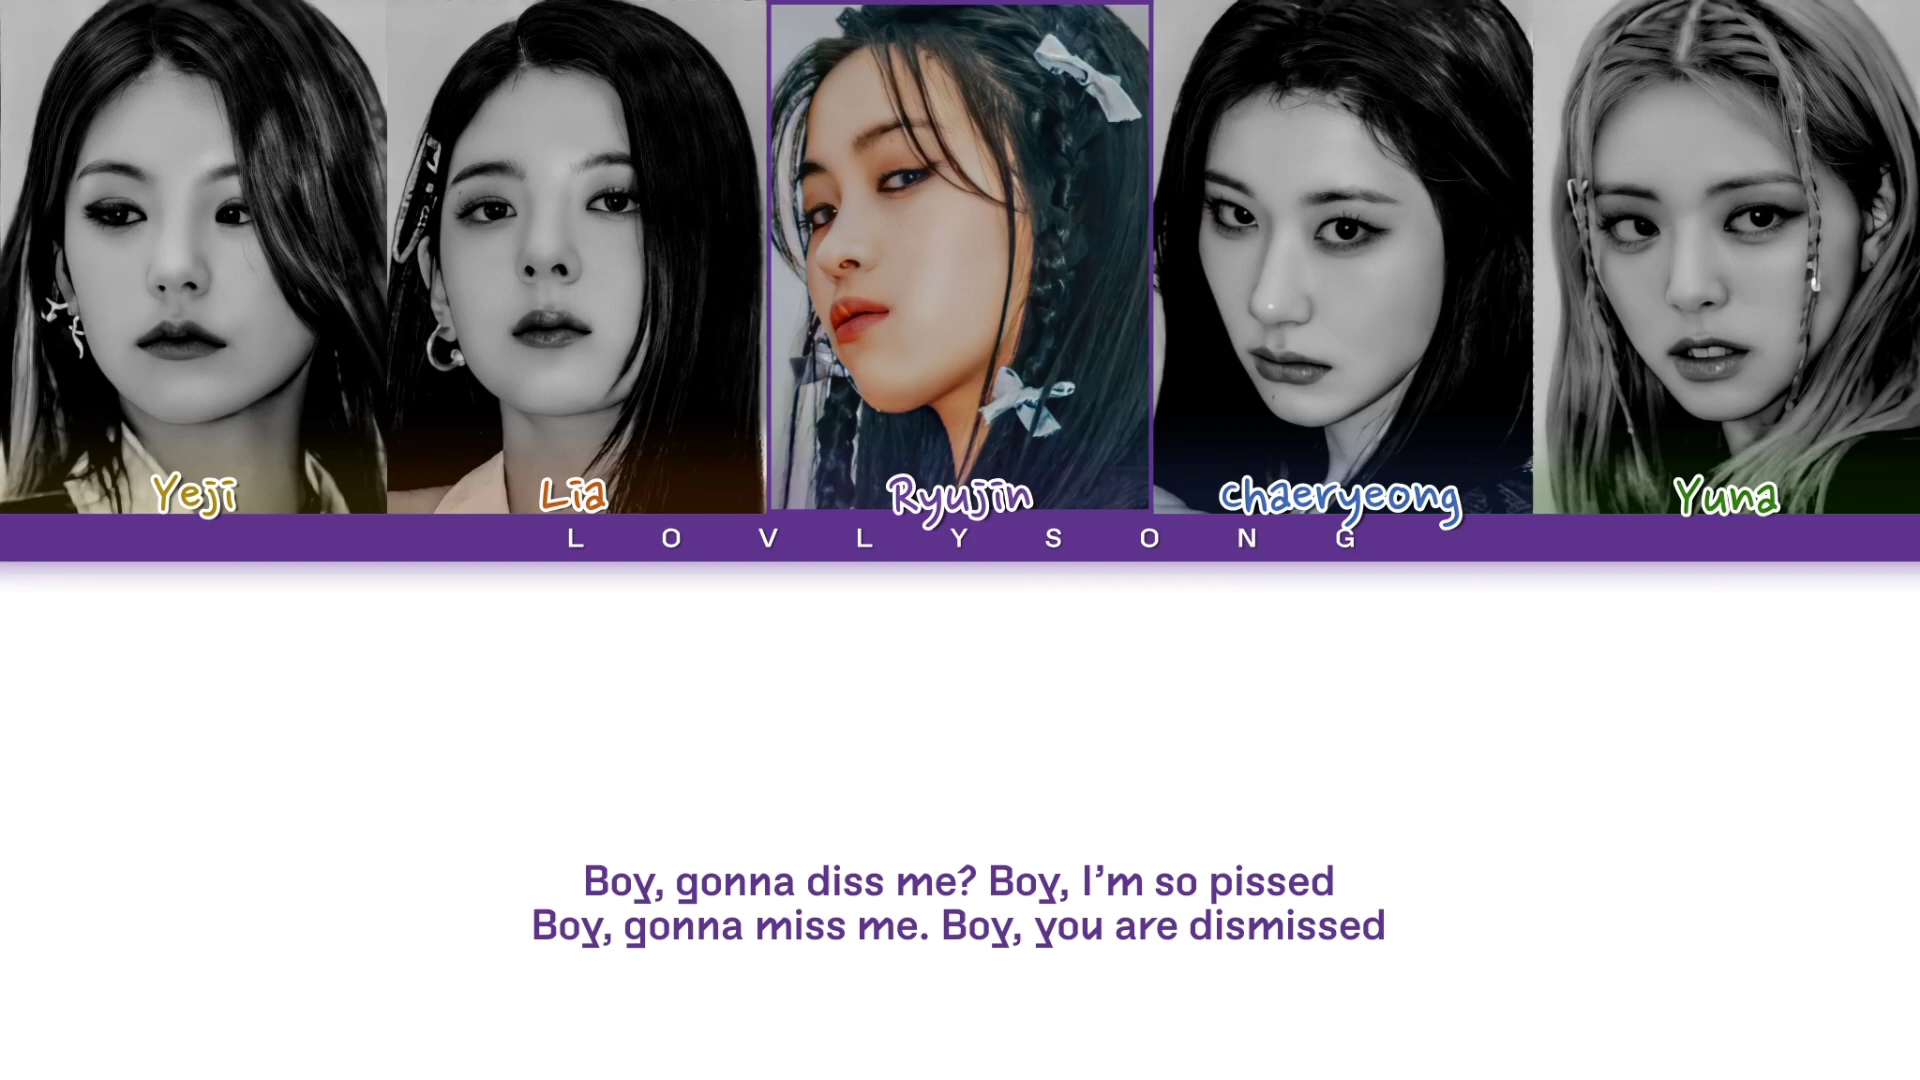 Yeji
Lia
Ryujin
chaeryeong
Yuna
LOVLYSONG
Boy, gonna diss me? Boy, I’m so pissed
Boy, gonna miss me. Boy, you are dismissed